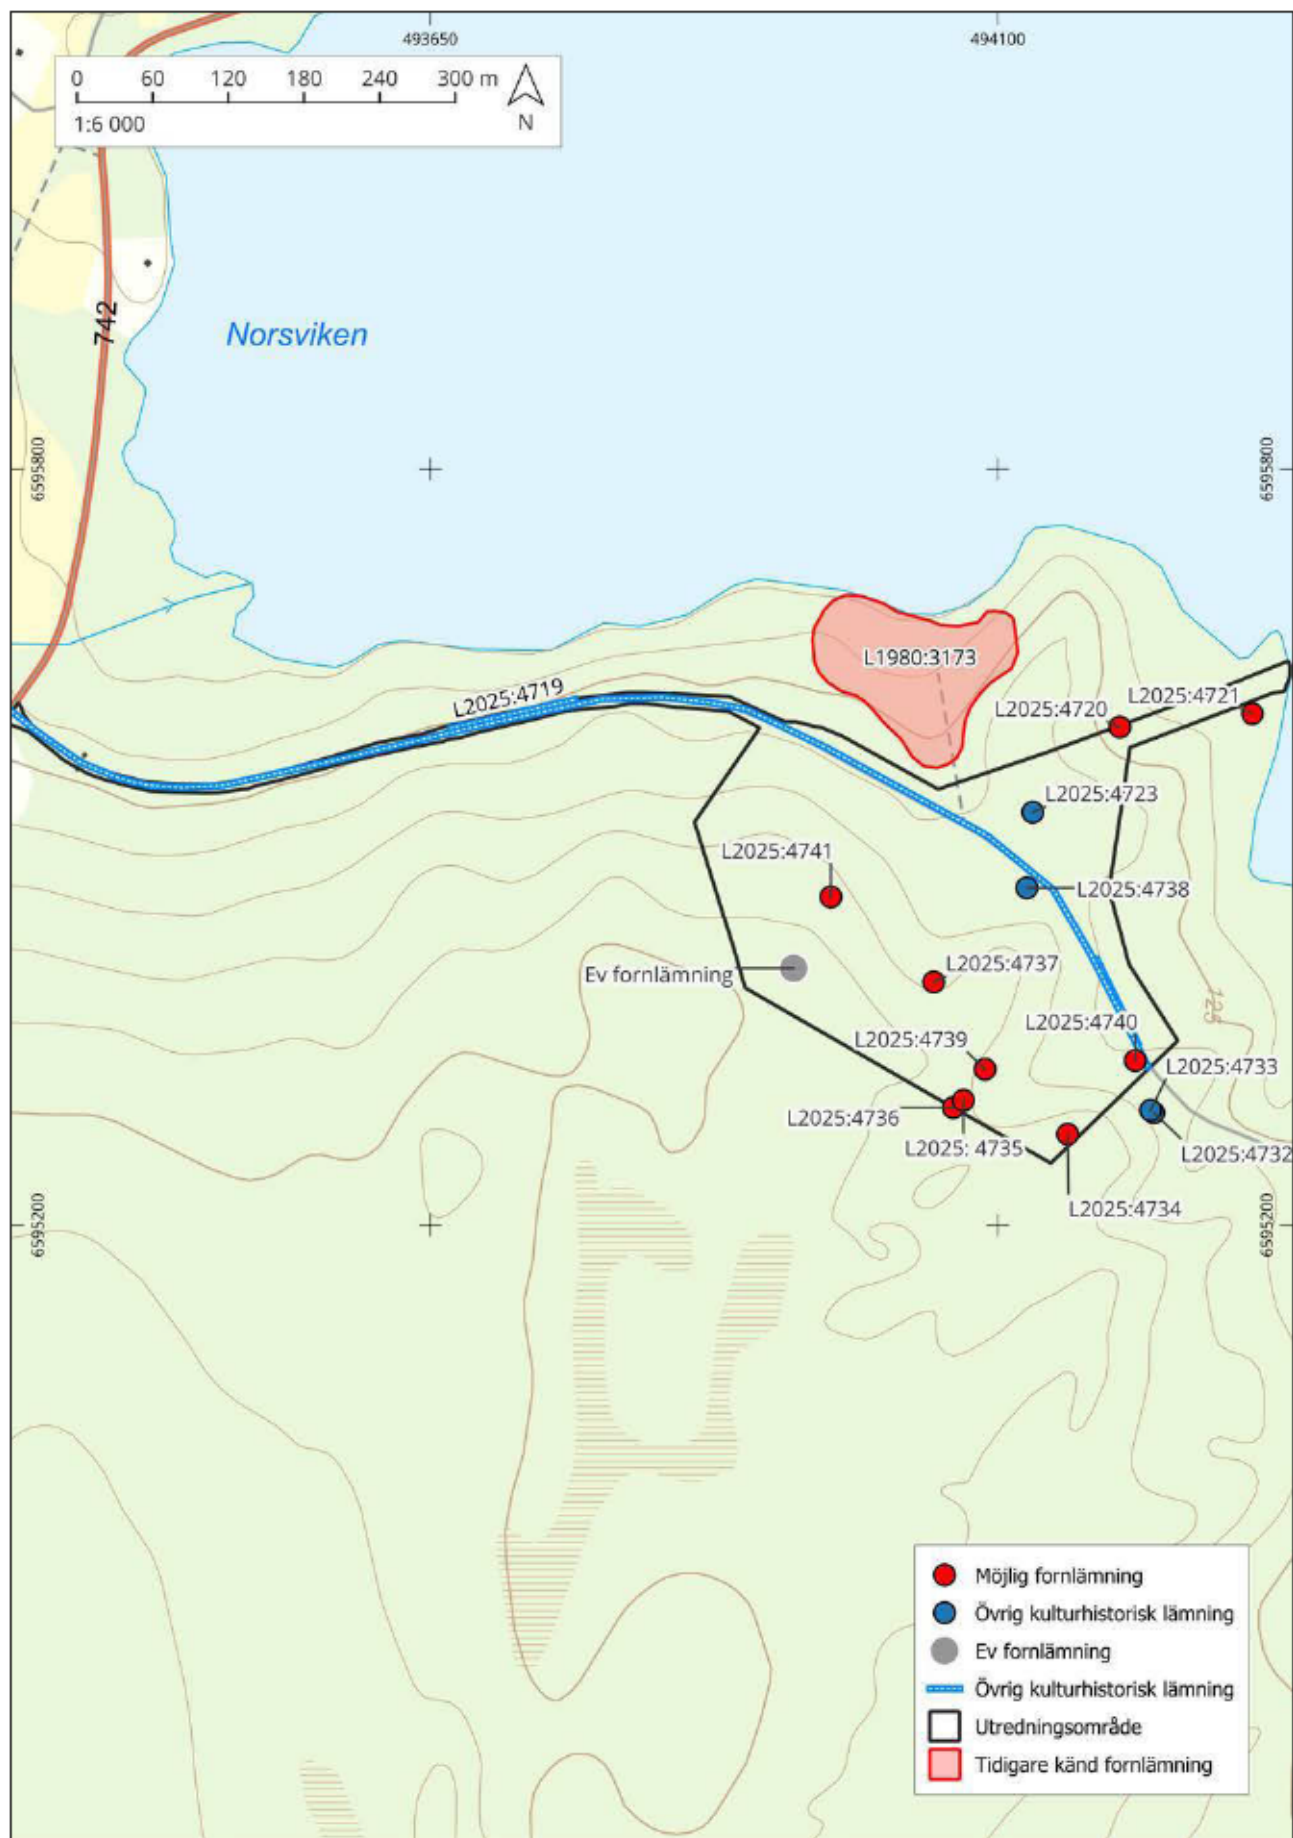 493650
494100
0 60 120 180 240 300 m
1:6 000
N
742
Norsviken
6595800
6595800
L1980:3173
L2025:4719
L2025:4721
L2025:4720
L2025:4723
L2025:4741
L2025:4738
Ev fornlämning
L2025:4737
125
L2025:4740
L2025:4739
L2025:4733
L2025:4736
L2025: 4735
L2025:4732
L2025:4734
6595200
6595200
Möjlig fornlämning
Övrig kulturhistorisk lämning
Ev fornlämning
Övrig kulturhistorisk lämning
Utredningsområde
Tidigare känd fornlämning